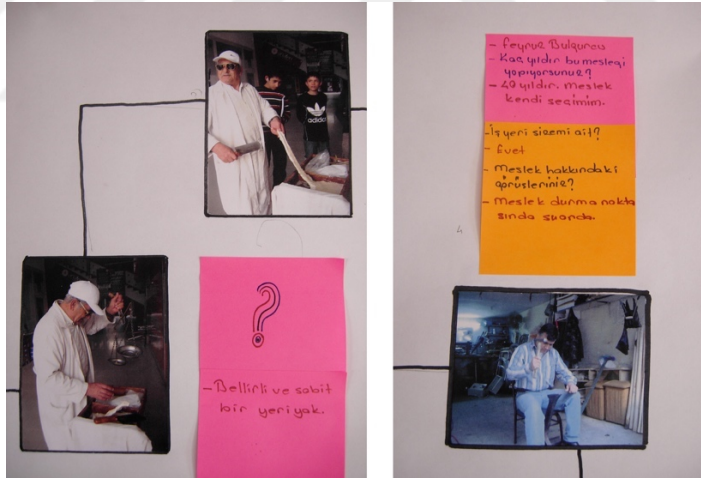 adidas
?
- Bellirli ve sabit
bir yeri yok.
- Feyruz Bulgurcu
- Kaç yıldır bu mesleği
yapıyorsunuz?
- 40 yıldır. Meslek
kendi seçimim.
- İş yeri sizemi ait?
- Evet
- Meslek hakkındaki
görüşleriniz?
- Meslek durma nokta
sında şuanda.